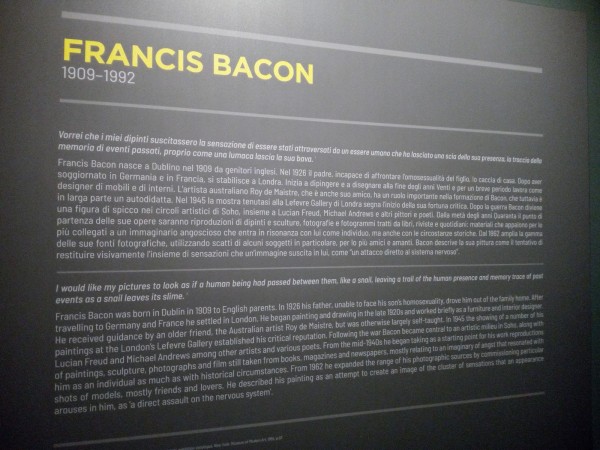 FRANCIS BACON
1909-1992
Vorrei che i miei dipinti suscitassero la sensazione di essere stati attraversati da un essere umano che ha lasciato una scia della sua presenza, la traccia della
memoria di eventi passati, proprio come una lumaca lascia la sua bava.
Francis Bacon nasce a Dublino nel 1909 da genitori inglesi. Nel 1926 il padre, incapace di affrontare l'omosessualità del figlio, lo caccia di casa. Dopo aver
soggiornato in Germania e in Francia, si stabilisce a Londra. Inizia a dipingere e a disegnare alla fine degli anni Venti e per un breve periodo lavora come
designer di mobili e di interni. L'artista australiano Roy de Maistre, che è anche suo amico, ha un ruolo importante nella formazione di Bacon, che tuttavia è
in larga parte un autodidatta. Nel 1945 la mostra tenutasi alla Lefevre Gallery di Londra segna l'inizio della sua fortuna critica. Dopo la guerra Bacon diviene
una figura di spicco nei circoli artistici di Soho, insieme a Lucian Freud, Michael Andrews e altri pittori e poeti. Dalla metà degli anni Quaranta il punto di
partenza delle sue opere saranno riproduzioni di dipinti e sculture, fotografie e fotogrammi tratti da libri, riviste e quotidiani: materiali che appaiono per la
più collegati a un immaginario angoscioso che entra in risonanza con lui come individuo, ma anche con le circostanze storiche. Dal 1962 amplia la gamma
delle sue fonti fotografiche, utilizzando scatti di alcuni soggetti in particolare, per lo più amici e amanti. Bacon descrive la sua pittura come il tentativo di
restituire visivamente l'insieme di sensazioni che un'immagine suscita in lui, come "un attacco diretto al sistema nervoso".
I would like my pictures to look as if a human being had passed between them, like a snail, leaving a trail of the human presence and memory trace of past
events as a snail leaves its slime.
Francis Bacon was born in Dublin in 1909 to English parents. In 1926 his father, unable to face his son's homosexuality, drove him out of the family home. After
travelling to Germany and France he settled in London. He began painting and drawing in the late 1920s and worked briefly as a furniture and interior designer.
He received guidance by an older friend, the Australian artist Roy de Maistre, but was otherwise largely self-taught. In 1945 the showing of a number of his
paintings at the London's Lefevre Gallery established his critical reputation. Following the war Bacon became central to an artistic milieu in Soho, along with
Lucian Freud and Michael Andrews among other artists and various poets. From the mid-1940s he began taking as a starting point for his work reproductions
of paintings, sculpture, photographs and film still taken from books, magazines and newspapers, mostly relating to an imagery of angst that resonated with
him as an individual as much as with historical circumstances. From 1962 he expanded the range of his photographic sources by commissioning particular
shots of models, mostly friends and lovers. He described his painting as an attempt to create an image of the cluster of sensations that an appearance
arouses in him, as 'a direct assault on the nervous system'.